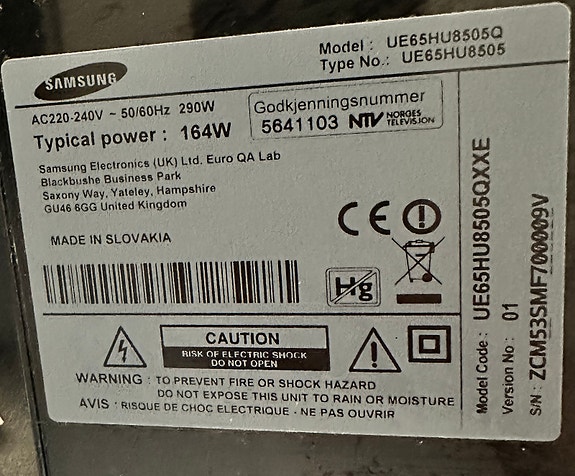 Model : UE65HU8505Q
Type No.: UE65HU8505
SAMSUNG
AC220-240V ~ 50/60Hz 290W
Typical power : 164W
Godkjenningsnummer
5641103 NTV NORGES
TELEVISJON
Samsung Electronics (UK) Ltd. Euro QA Lab
Blackbushe Business Park
Saxony Way, Yateley, Hampshire
GU46 6GG United Kingdom
MADE IN SLOVAKIA
CE
Hg
CAUTION
RISK OF ELECTRIC SHOCK
DO NOT OPEN
WARNING : TO PREVENT FIRE OR SHOCK HAZARD
DO NOT EXPOSE THIS UNIT TO RAIN OR MOISTURE
AVIS : RISQUE DE CHOC ELECTRIQUE - NE PAS OUVRIR
Model Code : UE65HU8505QXXE
Version No : 01
S/N : ZCM53SMF700009V